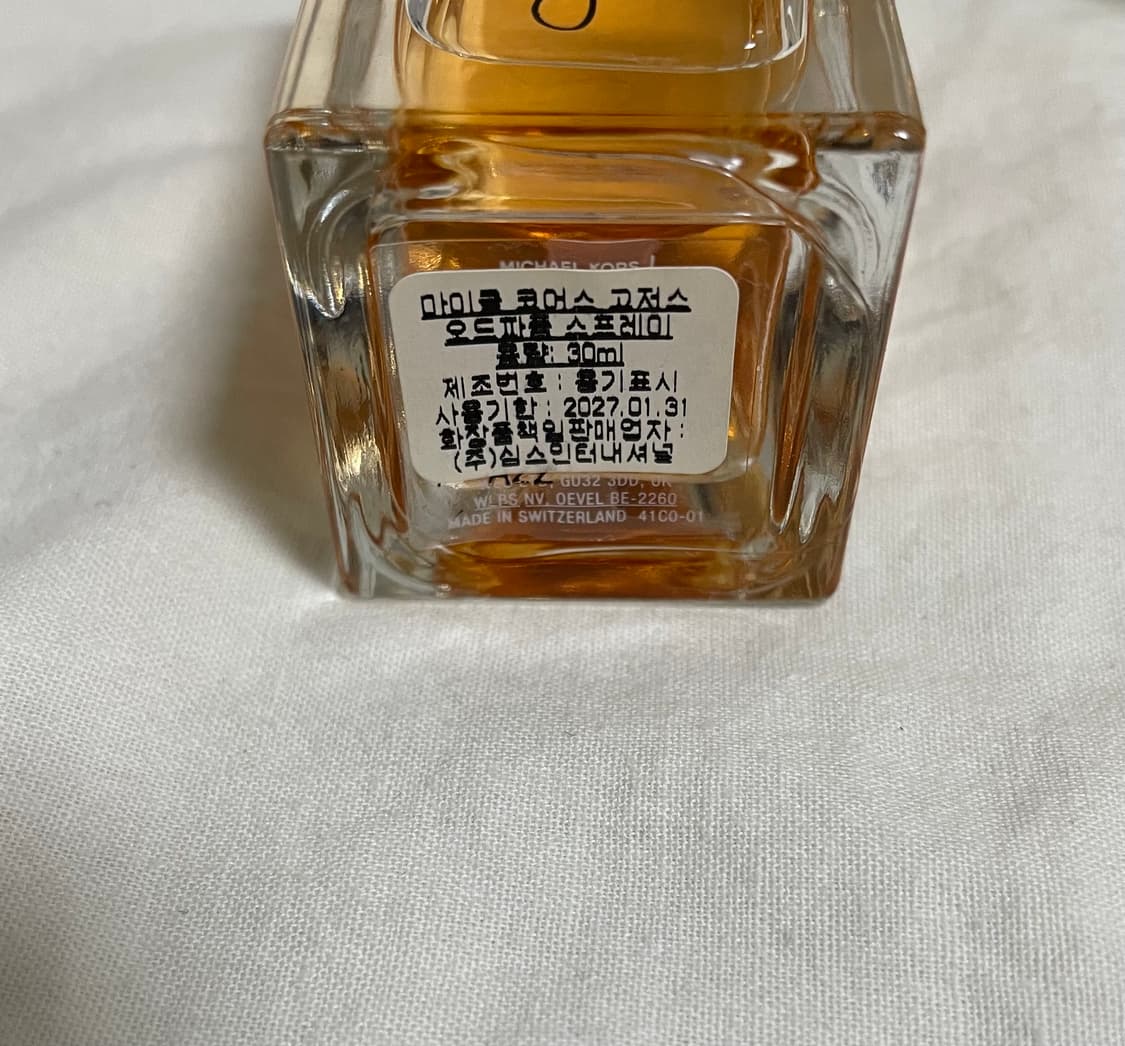 MICHAEL KORS
마이클 코어스 고저스
오드파품 스프레이
용량: 30ml
제조번호 : 용기표시
사용기한 : 2027.01.31
화장품책임판매업자 :
(주)심스인터내셔널
GU32 3DD, UK
WLBS NV, OEVEL BE-2260
MADE IN SWITZERLAND 41C0-01